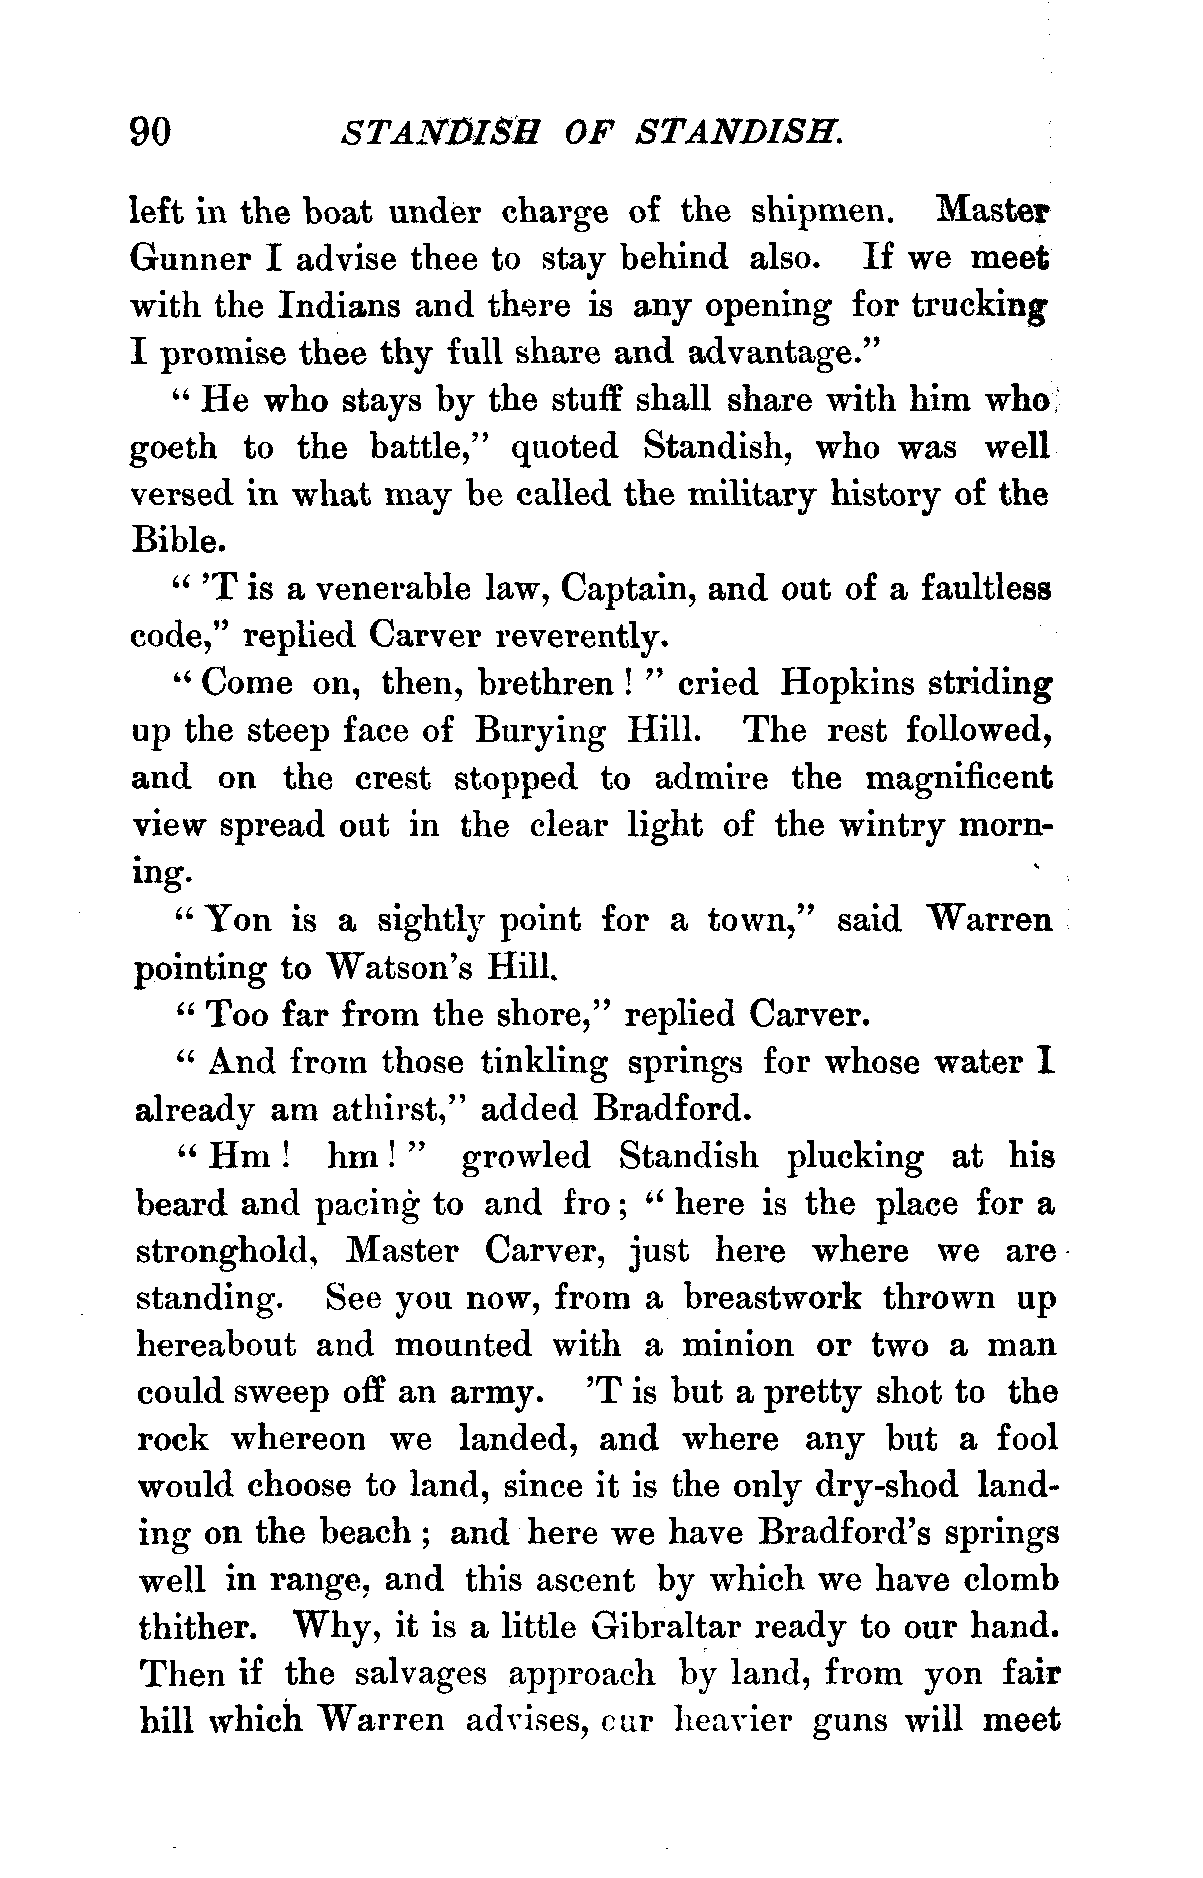 90 STANDISH OF STANDISH.
left in the boat under charge of the shipmen. Master
Gunner I advise thee to stay behind also. If we meet
with the Indians and there is any opening for trucking
I promise thee thy full share and advantage."
" He who stays by the stuff shall share with him who
goeth to the battle," quoted Standish, who was well
versed in what may be called the military history of the
Bible.
" 'T is a venerable law, Captain, and out of a faultless
code," replied Carver reverently.
" Come on, then, brethren ! " cried Hopkins striding
up the steep face of Burying Hill. The rest followed,
and on the crest stopped to admire the magnificent
view spread out in the clear light of the wintry morn-
ing.
" Yon is a sightly point for a town," said Warren
pointing to Watson's Hill.
" Too far from the shore," replied Carver.
" And from those tinkling springs for whose water I
already am athirst," added Bradford.
" Hm ! hm ! " growled Standish plucking at his
beard and pacing to and fro ; " here is the place for a
stronghold, Master Carver, just here where we are
standing. See you now, from a breastwork thrown up
hereabout and mounted with a minion or two a man
could sweep off an army. 'T is but a pretty shot to the
rock whereon we landed, and where any but a fool
would choose to land, since it is the only dry-shod land-
ing on the beach ; and here we have Bradford's springs
well in range, and this ascent by which we have clomb
thither. Why, it is a little Gibraltar ready to our hand.
Then if the salvages approach by land, from yon fair
hill which Warren advises, our heavier guns will meet